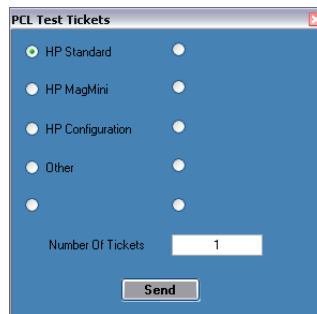 PCL Test Tickets
HP Standard
HP MagMini
HP Configuration
Other
Number Of Tickets 1
Send